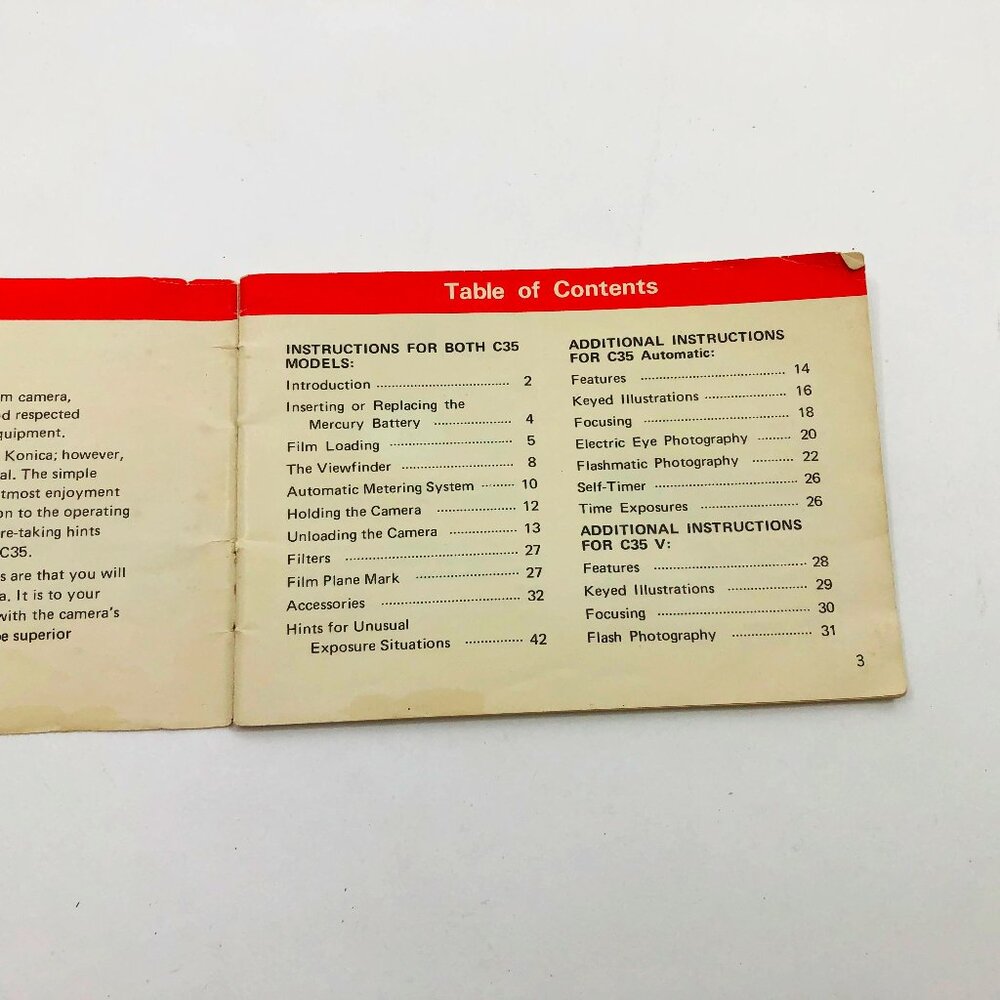 m camera,
d respected
quipment.
Konica; however,
al. The simple
tmost enjoyment
on to the operating
re-taking hints
C35.
s are that you will
a. It is to your
with the camera's
be superior
Table of Contents
INSTRUCTIONS FOR BOTH C35
MODELS:
Introduction ................................ 2
Inserting or Replacing the
Mercury Battery ................... 4
Film Loading .............................. 5
The Viewfinder ........................... 8
Automatic Metering System ........ 10
Holding the Camera ................... 12
Unloading the Camera ................ 13
Filters ......................................... 27
Film Plane Mark ......................... 27
Accessories ................................. 32
Hints for Unusual
Exposure Situations .............. 42
ADDITIONAL INSTRUCTIONS
FOR C35 Automatic:
Features ................................... 14
Keyed Illustrations .......................... 16
Focusing ...................................... 18
Electric Eye Photography ........ 20
Flashmatic Photography .......... 22
Self-Timer ................................... 26
Time Exposures ........................ 26
ADDITIONAL INSTRUCTIONS
FOR C35 V:
Features ..................................... 28
Keyed Illustrations .................... 29
Focusing ..................................... 30
Flash Photography .................... 31
3